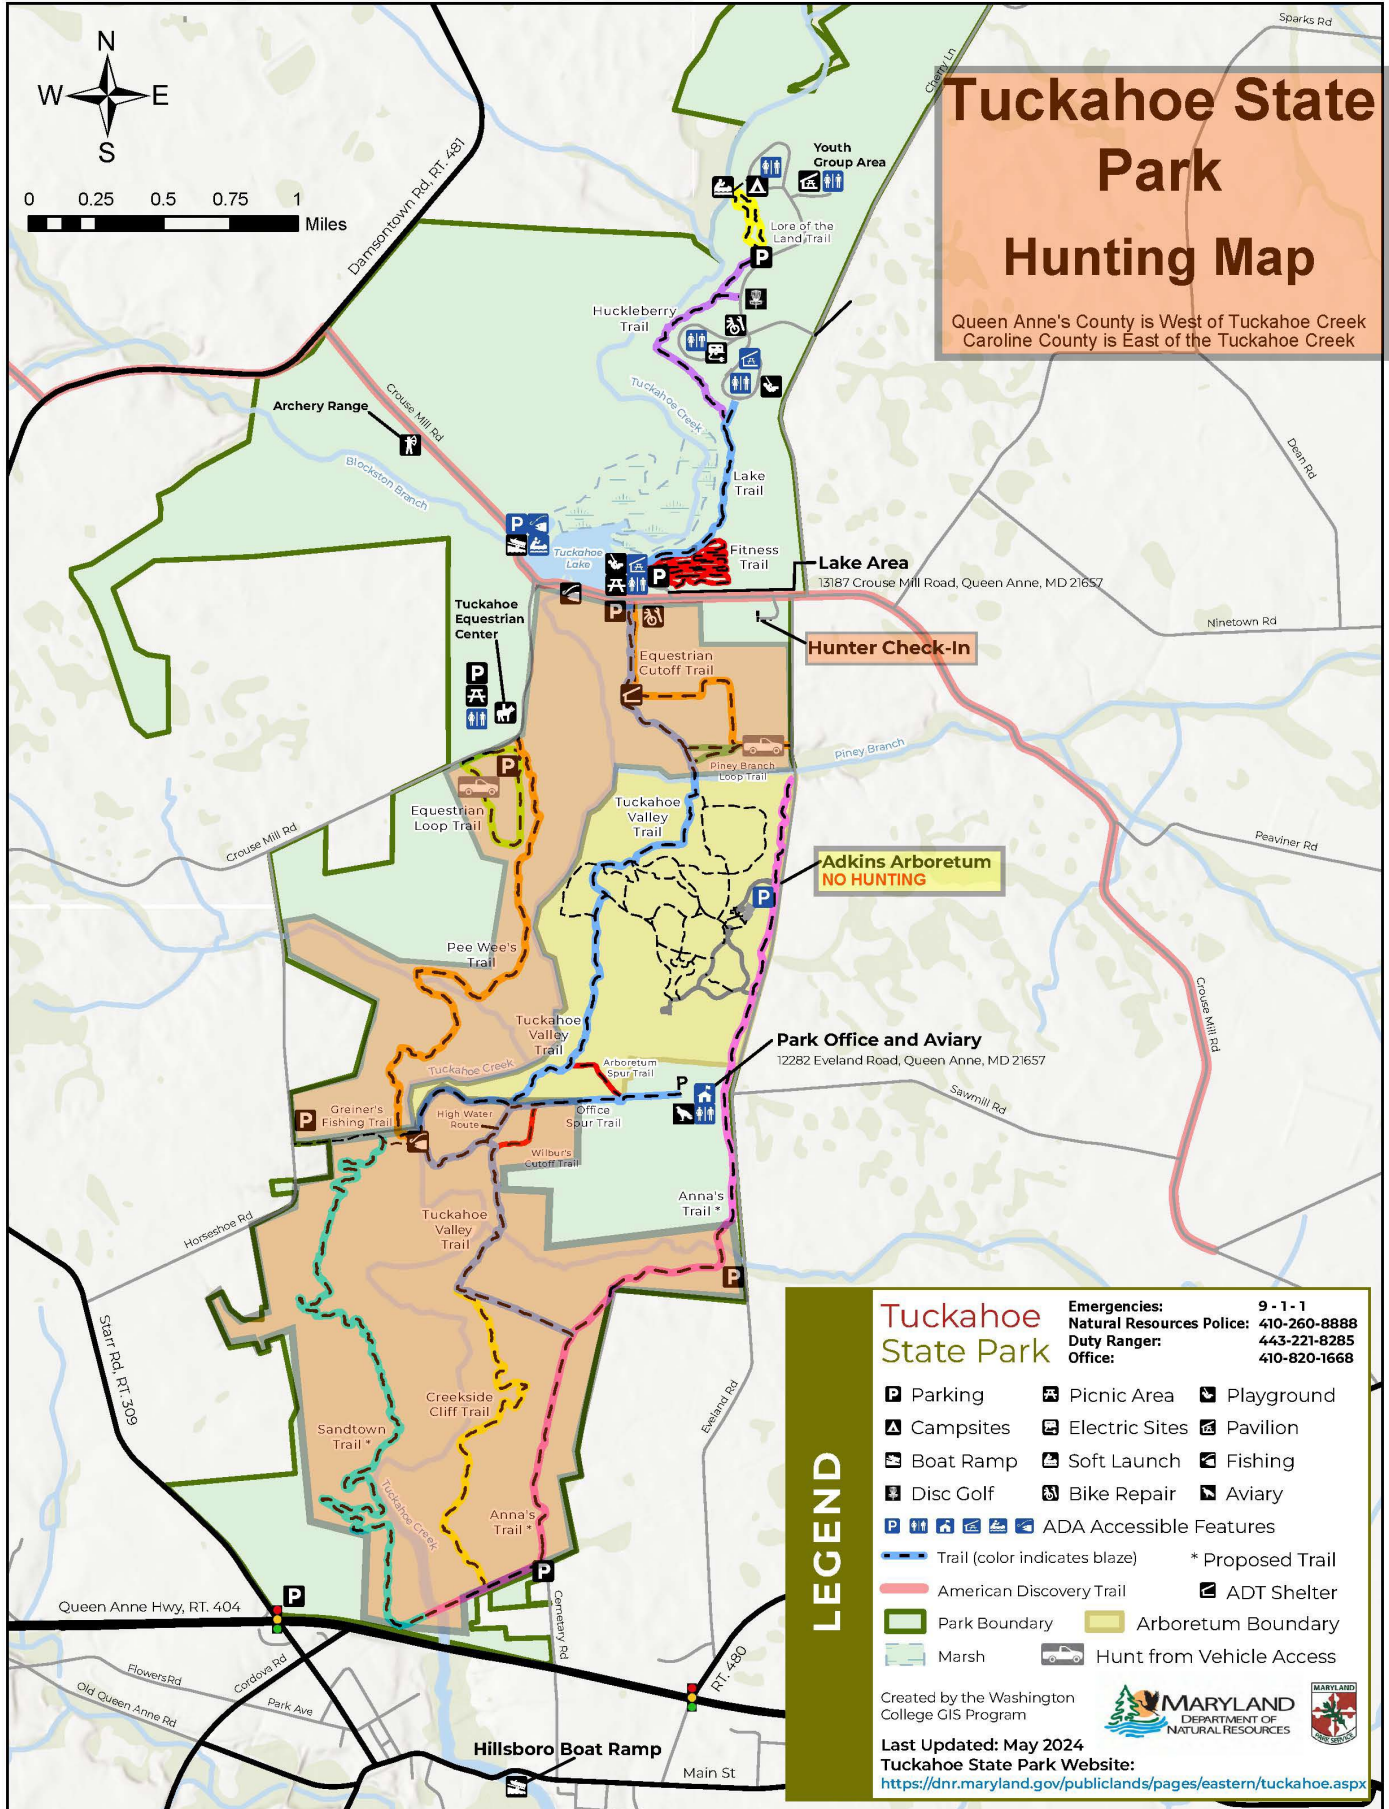 N
W
E
S
0
0.25
0.5
0.75
1
Miles
Tuckahoe State
Park
Hunting Map
Queen Anne's County is West of Tuckahoe Creek
Caroline County is East of the Tuckahoe Creek
Sparks Rd
Cherry Ln
Damsontown Rd, RT. 481
Youth
Group Area
Lore of the
Land Trail
P
Huckleberry
Trail
Tuckahoe Creek
Crouse Mill Rd
Archery Range
Blockston Branch
Dean Rd
Lake
Trail
P
Tuckahoe
Lake
Fitness
Trail
P
Lake Area
13187 Crouse Mill Road, Queen Anne, MD 21657
P
Tuckahoe
Equestrian
Center
P
Ninetown Rd
Hunter Check-In
Equestrian
Cutoff Trail
Piney Branch
Piney Branch
Loop Trail
P
Equestrian
Loop Trail
Crouse Mill Rd
Tuckahoe
Valley
Trail
Peaviner Rd
Adkins Arboretum
NO HUNTING
P
Pee Wee's
Trail
Crouse Mill Rd
Tuckahoe
Valley
Trail
Park Office and Aviary
12282 Eveland Road, Queen Anne, MD 21657
Tuckahoe Creek
Arboretum
Spur Trail
P
Sawmill Rd
P
Greiner's
Fishing Trail
High Water
Route
Office
Spur Trail
Wilbur's
Cutoff Trail
Anna's
Trail *
Horseshoe Rd
Tuckahoe
Valley
Trail
P
Starr Rd, RT. 309
Eveland Rd
Creekside
Cliff Trail
Sandtown
Trail *
Tuckahoe Creek
Anna's
Trail *
P
P
Queen Anne Hwy, RT. 404
Cemetary Rd
RT. 480
Flowers Rd
Cordova Rd
Old Queen Anne Rd
Park Ave
Hillsboro Boat Ramp
Main St
LEGEND
Tuckahoe
State Park
Emergencies: 9 - 1 - 1
Natural Resources Police: 410-260-8888
Duty Ranger: 443-221-8285
Office: 410-820-1668
P Parking
Picnic Area
Playground
Campsites
Electric Sites
Pavilion
Boat Ramp
Soft Launch
Fishing
Disc Golf
Bike Repair
Aviary
P ADA Accessible Features
Trail (color indicates blaze)
* Proposed Trail
American Discovery Trail
ADT Shelter
Park Boundary
Arboretum Boundary
Marsh
Hunt from Vehicle Access
Created by the Washington
College GIS Program
MARYLAND
DEPARTMENT OF
NATURAL RESOURCES
MARYLAND
PARK SERVICE
Last Updated: May 2024
Tuckahoe State Park Website:
https://dnr.maryland.gov/publiclands/pages/eastern/tuckahoe.aspx